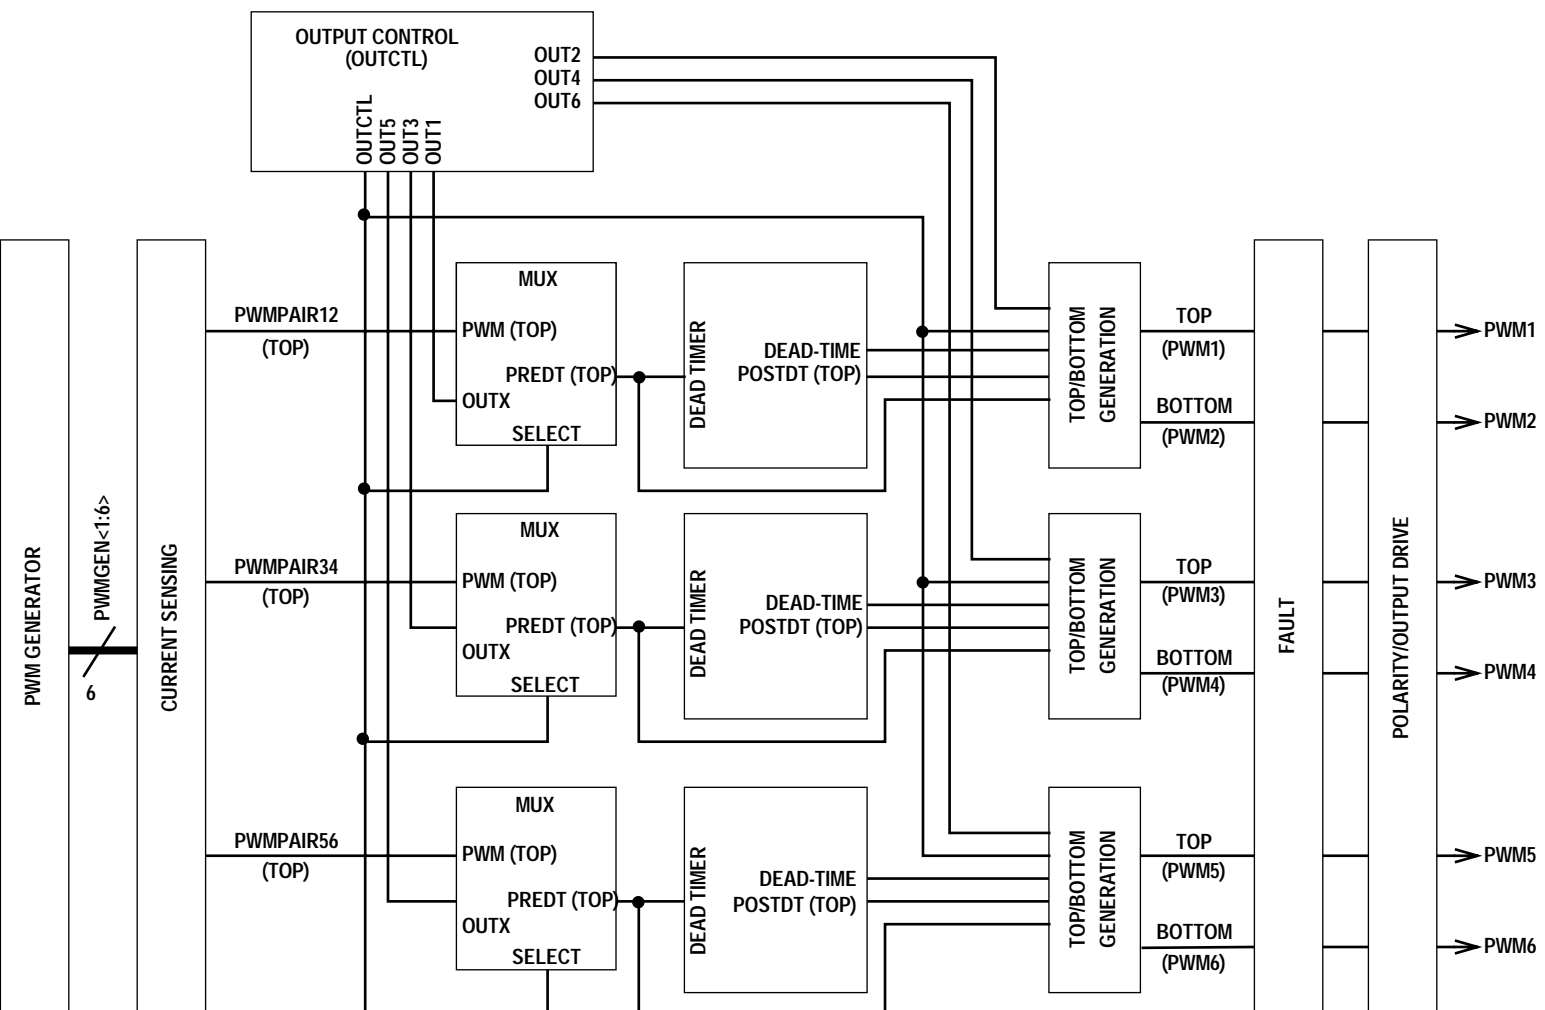 OUTPUT CONTROL
(OUTCTL)
OUT2
OUT4
OUT6
OUTCTL
OUT5
OUT3
OUT1
PWM GENERATOR
PWMGEN<1:6>
6
CURRENT SENSING
PWMPAIR12
(TOP)
MUX
PWM (TOP)
PREDT (TOP)
OUTX
SELECT
DEAD TIMER
DEAD-TIME
POSTDT (TOP)
TOP/BOTTOM
GENERATION
TOP
(PWM1)
BOTTOM
(PWM2)
PWMPAIR34
(TOP)
MUX
PWM (TOP)
PREDT (TOP)
OUTX
SELECT
DEAD TIMER
DEAD-TIME
POSTDT (TOP)
TOP/BOTTOM
GENERATION
TOP
(PWM3)
BOTTOM
(PWM4)
PWMPAIR56
(TOP)
MUX
PWM (TOP)
PREDT (TOP)
OUTX
SELECT
DEAD TIMER
DEAD-TIME
POSTDT (TOP)
TOP/BOTTOM
GENERATION
TOP
(PWM5)
BOTTOM
(PWM6)
FAULT
POLARITY/OUTPUT DRIVE
PWM1
PWM2
PWM3
PWM4
PWM5
PWM6